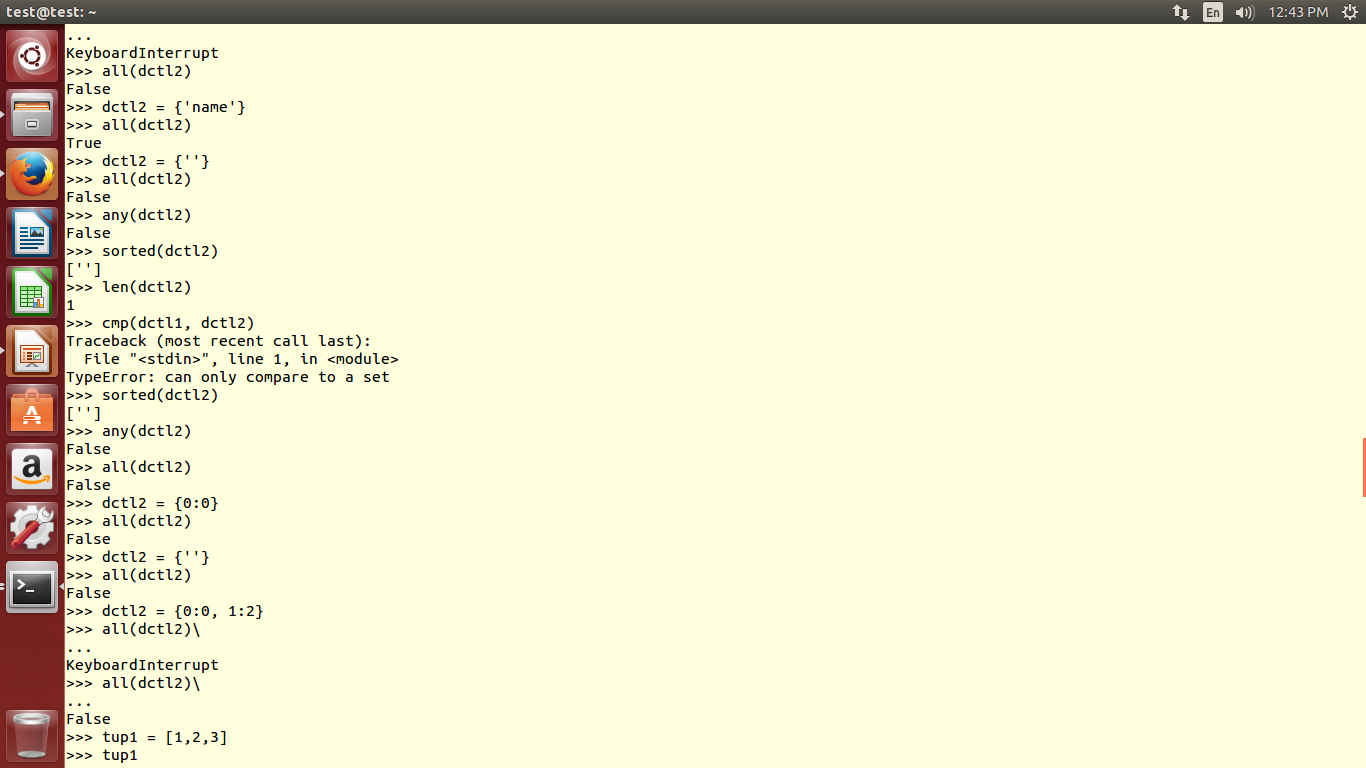 test@test: ~
En
12:43 PM
...
KeyboardInterrupt
>>> all(dctl2)
False
>>> dctl2 = {'name'}
>>> all(dctl2)
True
>>> dctl2 = {''}
>>> all(dctl2)
False
>>> any(dctl2)
False
>>> sorted(dctl2)
['']
>>> len(dctl2)
1
>>> cmp(dctl1, dctl2)
Traceback (most recent call last):
  File "<stdin>", line 1, in <module>
TypeError: can only compare to a set
>>> sorted(dctl2)
['']
>>> any(dctl2)
False
>>> all(dctl2)
False
>>> dctl2 = {0:0}
>>> all(dctl2)
False
>>> dctl2 = {''}
>>> all(dctl2)
False
>>> dctl2 = {0:0, 1:2}
>>> all(dctl2)\
...
KeyboardInterrupt
>>> all(dctl2)\
...
False
>>> tup1 = [1,2,3]
>>> tup1